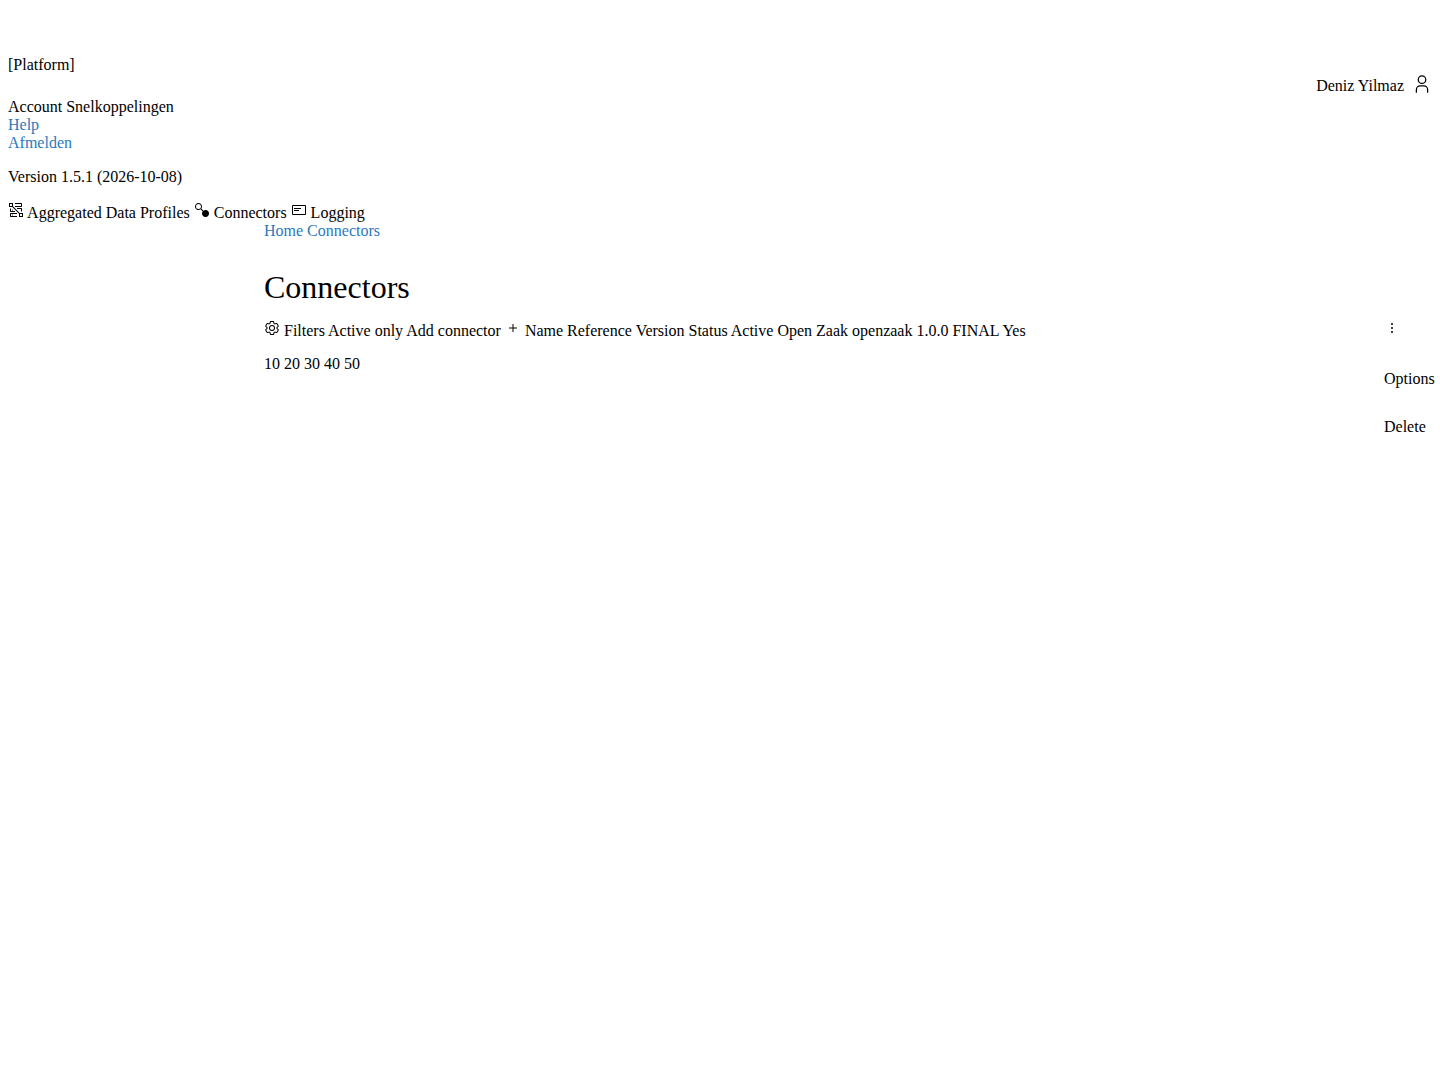 [Platform]
Deniz Yilmaz
Account Snelkoppelingen
Help
Afmelden
Version 1.5.1 (2026-10-08)
Aggregated Data Profiles Connectors Logging
Home Connectors
Connectors
Filters Active only Add connector Name Reference Version Status Active Open Zaak openzaak 1.0.0 FINAL Yes
10 20 30 40 50
Options
Delete